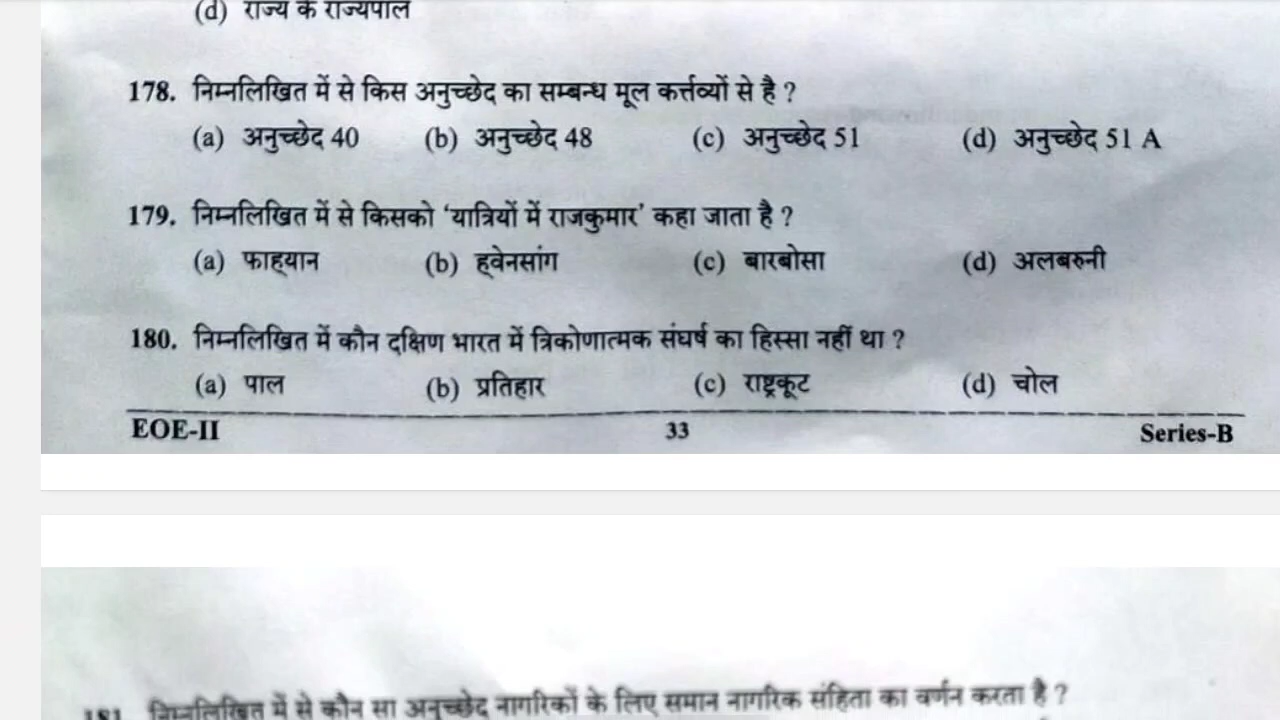 (d) राज्य के राज्यपाल
178. निम्नलिखित में से किस अनुच्छेद का सम्बन्ध मूल कर्त्तव्यों से है ?
(a) अनुच्छेद 40 (b) अनुच्छेद 48 (c) अनुच्छेद 51 (d) अनुच्छेद 51 A
179. निम्नलिखित में से किसको ‘यात्रियों में राजकुमार’ कहा जाता है ?
(a) फाह्यान (b) ह्वेनसांग (c) बारबोसा (d) अलबरुनी
180. निम्नलिखित में कौन दक्षिण भारत में त्रिकोणात्मक संघर्ष का हिस्सा नहीं था ?
(a) पाल (b) प्रतिहार (c) राष्ट्रकूट (d) चोल
EOE-II 33 Series-B
181. निम्नलिखित में से कौन सा अनुच्छेद नागरिकों के लिए समान नागरिक संहिता का वर्णन करता है ?